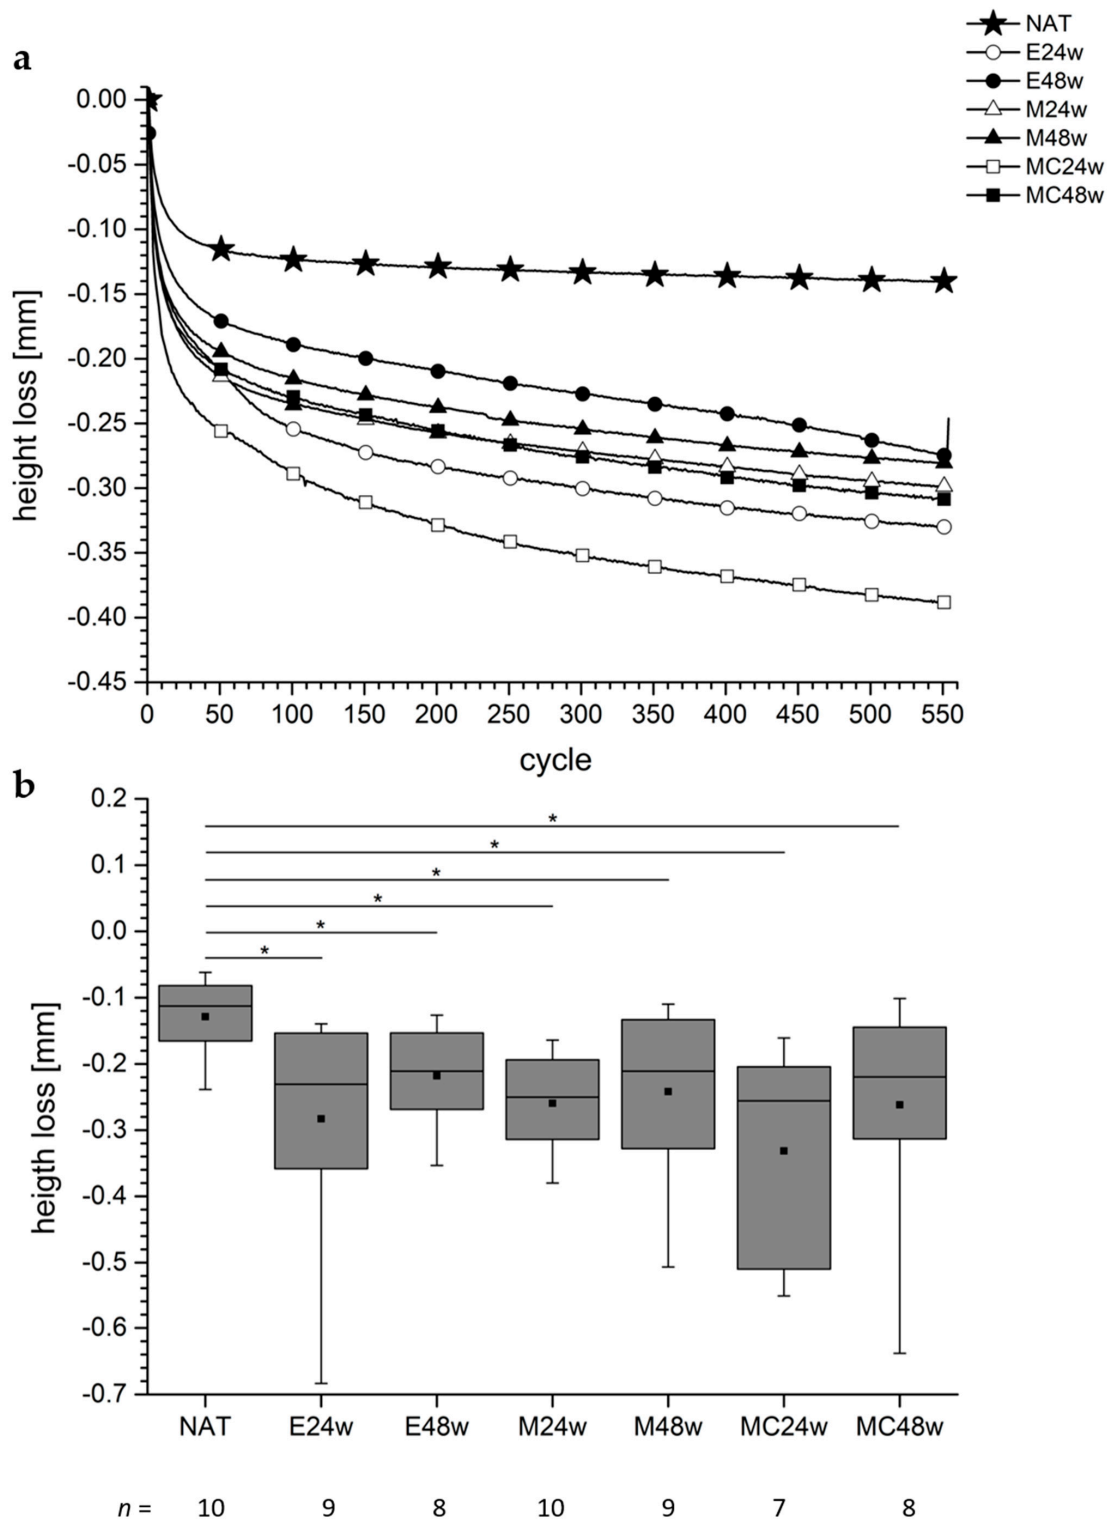 a
NAT
E24w
E48w
M24w
M48w
MC24w
MC48w
0.00
-0.05
-0.10
-0.15
-0.20
-0.25
-0.30
-0.35
-0.40
-0.45
height loss [mm]
0 50 100 150 200 250 300 350 400 450 500 550
cycle
b
0.2
0.1
0.0
-0.1
-0.2
-0.3
-0.4
-0.5
-0.6
-0.7
heigth loss [mm]
*
*
*
*
*
*
NAT E24w E48w M24w M48w MC24w MC48w
n = 10 9 8 10 9 7 8